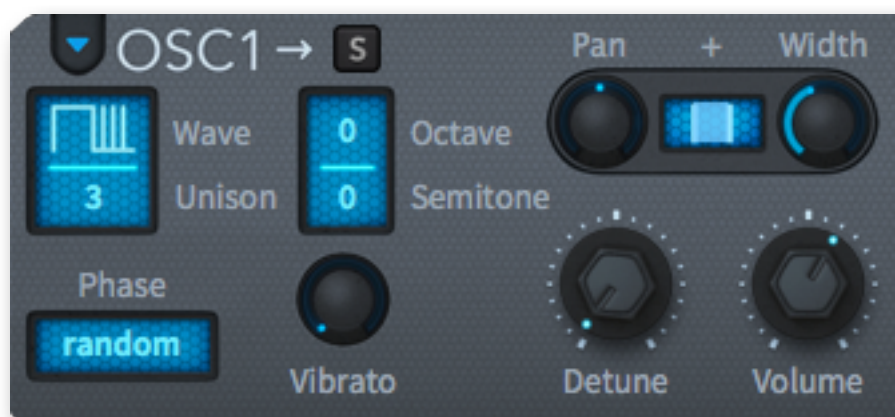 OSC1→ S
Pan + Width
Wave
3 Unison
0 Octave
0 Semitone
Phase
random
Vibrato
Detune
Volume